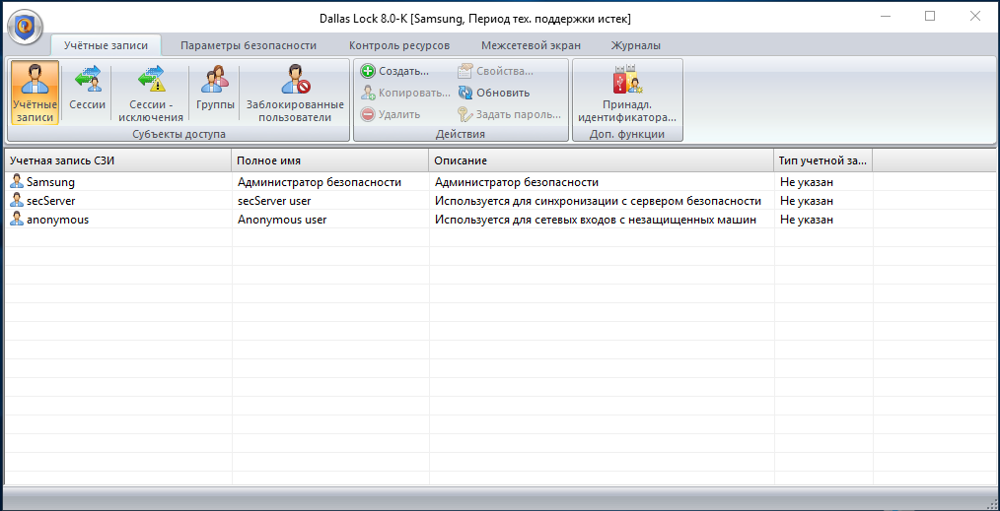 Dallas Lock 8.0-K [Samsung, Период тех. поддержки истек]
Учётные записи Параметры безопасности Контроль ресурсов Межсетевой экран Журналы
Учётные записи
Сессии
Сессии - исключения
Группы
Заблокированные пользователи
Субъекты доступа
Создать... Свойства...
Копировать... Обновить
Удалить Задать пароль...
Действия
Принадл. идентификатора...
Доп. функции
Учетная запись СЗИ Полное имя Описание Тип учетной за...
Samsung Администратор безопасности Администратор безопасности Не указан
secServer secServer user Используется для синхронизации с сервером безопасности Не указан
anonymous Anonymous user Используется для сетевых входов с незащищенных машин Не указан